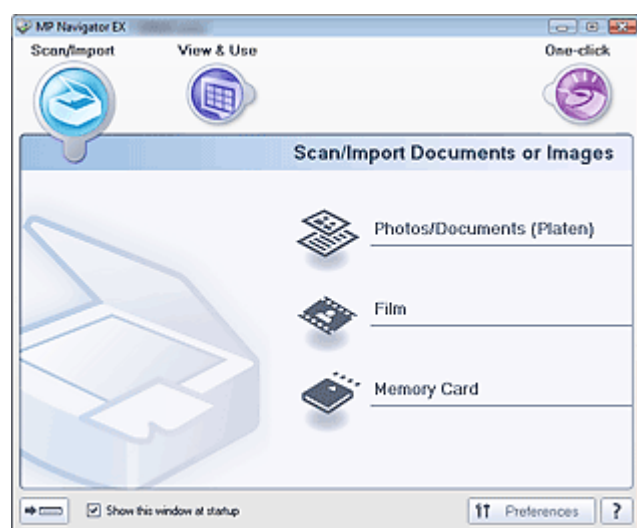 MP Navigator EX
Scan/Import View & Use One-click
Scan/Import Documents or Images
Photos/Documents (Platen)
Film
Memory Card
Show this window at startup
Preferences ?